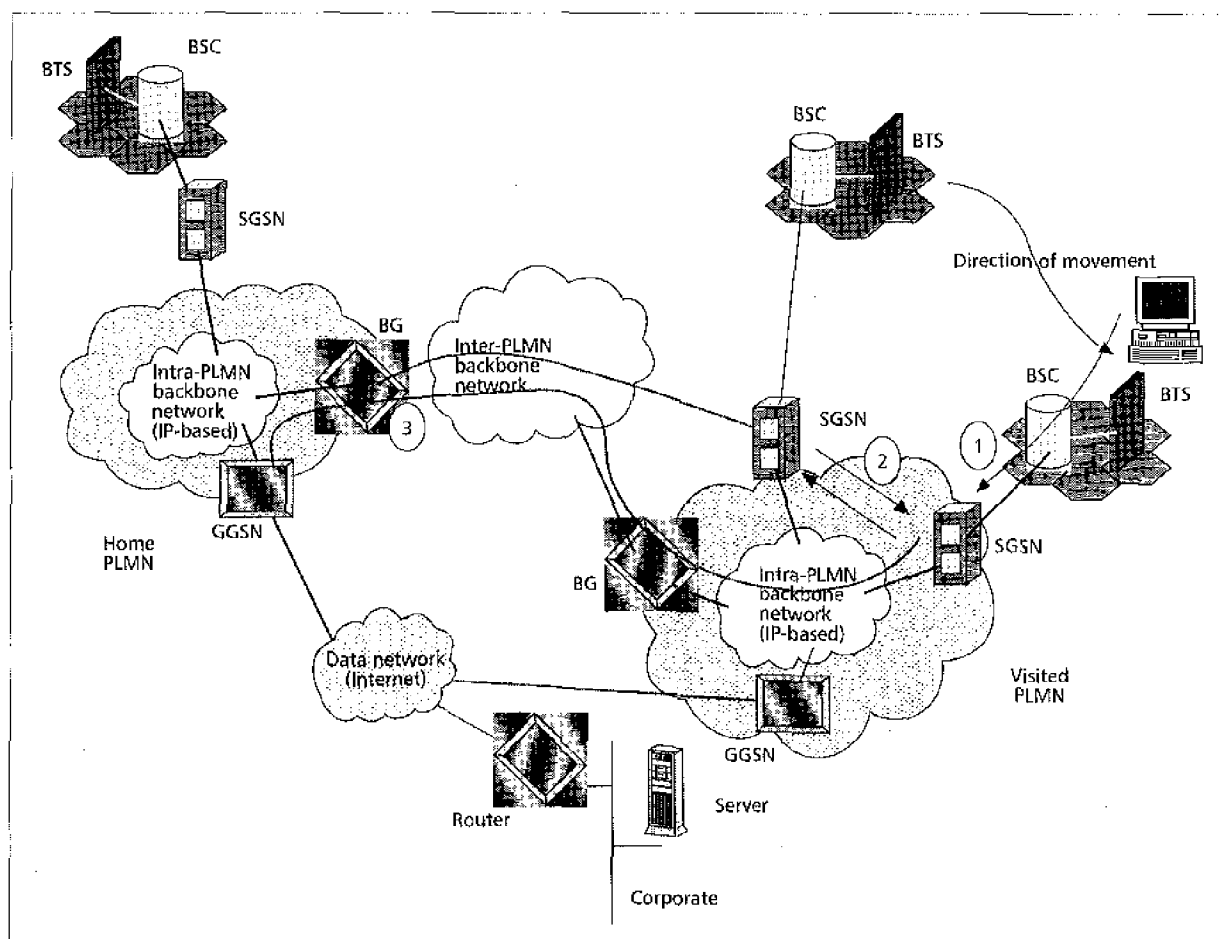 BSC
BTS
SGSN
BSC
BTS
Direction of movement
BG
Inter-PLMN
backbone
network
Intra-PLMN
backbone
network
(IP-based)
3
GGSN
Home
PLMN
BSC
BTS
SGSN
2
1
SGSN
BG
Intra-PLMN
backbone
network
(IP-based)
Visited
PLMN
Data network
(Internet)
GGSN
Router
Server
Corporate